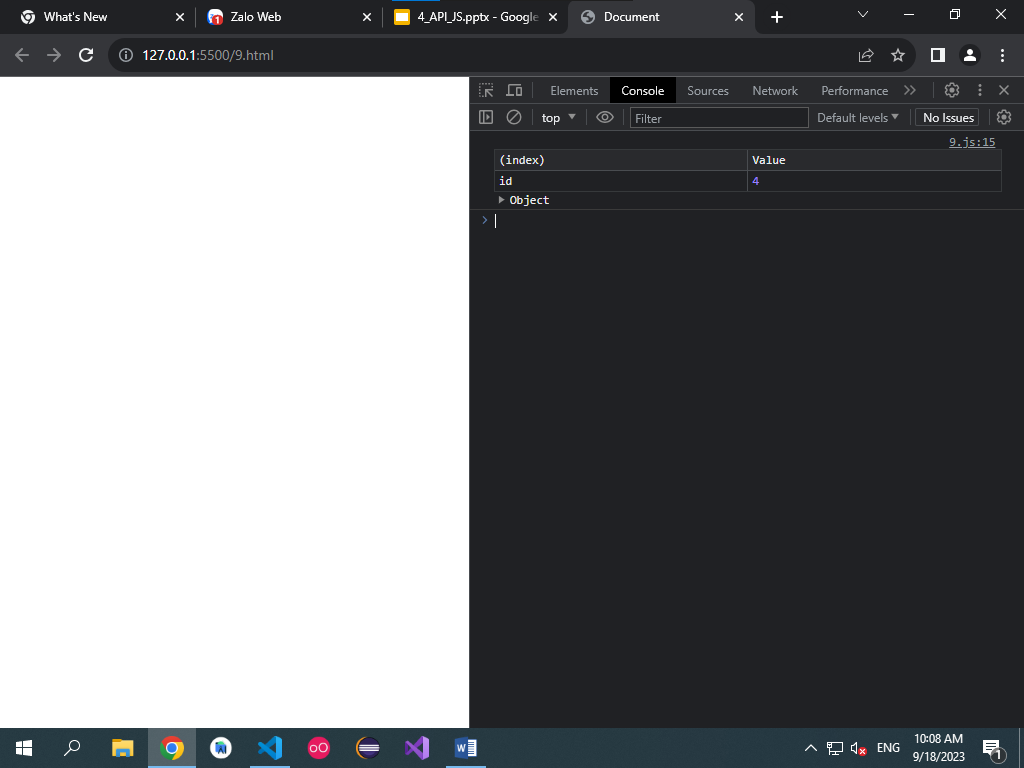 What's New
Zalo Web
4_API_JS.pptx - Google
Document
127.0.0.1:5500/9.html
Elements Console Sources Network Performance
top Filter Default levels No Issues
9.js:15
(index) Value
id 4
Object
ENG
10:08 AM
9/18/2023
1